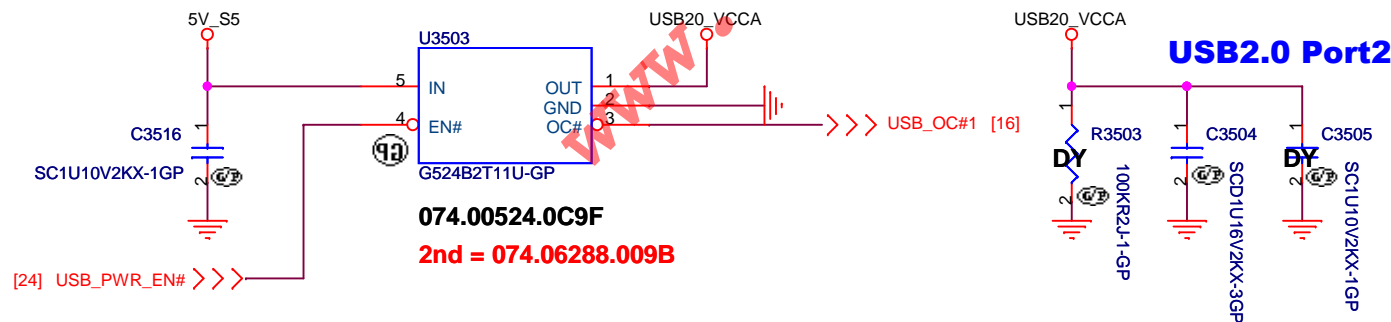 5V_S5
USB20_VCCA
USB20_VCCA
USB2.0 Port2
U3503
5
IN
OUT
1
GND
2
4
EN#
OC#
3
USB_OC#1 [16]
www.
C3516
1
SC1U10V2KX-1GP
2
G/P
GP
G524B2T11U-GP
074.00524.0C9F
2nd = 074.06288.009B
[24] USB_PWR_EN#
1
R3503
DY
100KR2J-1-GP
2
G/P
1
C3504
SCD1U16V2KX-3GP
2
G/P
1
C3505
DY
SC1U10V2KX-1GP
2
G/P